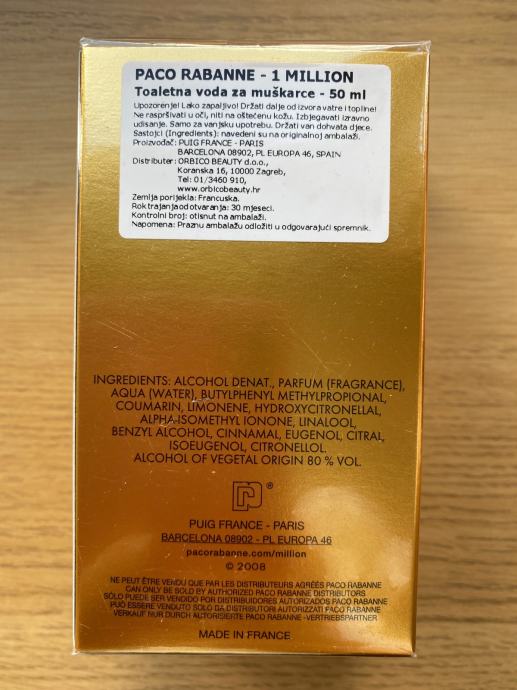 PACO RABANNE - 1 MILLION
Toaletna voda za muškarce - 50 ml
Upozorenje! Lako zapaljivo! Držati dalje od izvora vatre i topline!
Ne raspršivati u oči, niti na oštećenu kožu. Izbjegavati izravno
udisanje. Samo za vanjsku upotrebu. Držati van dohvata djece.
Sastojci (Ingredients): navedeni su na originalnoj ambalaži.
Proizvođač: PUIG FRANCE - PARIS
BARCELONA 08902, PL EUROPA 46, SPAIN
Distributer: ORBICO BEAUTY d.o.o.,
Koranska 16, 10000 Zagreb,
Tel: 01/3460 910,
www.orbicobeauty.hr
Zemlja porijekla: Francuska.
Rok trajanja od otvaranja: 30 mjeseci.
Kontrolni broj: otisnut na ambalaži.
Napomena: Praznu ambalažu odložiti u odgovarajući spremnik.
INGREDIENTS: ALCOHOL DENAT., PARFUM (FRAGRANCE),
AQUA (WATER), BUTYLPHENYL METHYLPROPIONAL,
COUMARIN, LIMONENE, HYDROXYCITRONELLAL,
ALPHA-ISOMETHYL IONONE, LINALOOL,
BENZYL ALCOHOL, CINNAMAL, EUGENOL, CITRAL,
ISOEUGENOL, CITRONELLOL.
ALCOHOL OF VEGETAL ORIGIN 80 % VOL.
®
PUIG FRANCE - PARIS
BARCELONA 08902 - PL EUROPA 46
pacorabanne.com/million
© 2008
NE PEUT ÊTRE VENDU QUE PAR LES DISTRIBUTEURS AGRÉÉS PACO RABANNE
CAN ONLY BE SOLD BY AUTHORIZED PACO RABANNE DISTRIBUTORS
SÓLO PUEDE SER VENDIDO POR DISTRIBUIDORES AUTORIZADOS PACO RABANNE
PUÒ ESSERE VENDUTO SOLO DA DISTRIBUTORI AUTORIZZATI PACO RABANNE
VERKAUF NUR DURCH AUTORISIERTE PACO RABANNE -VERTRIEBSPARTNER
MADE IN FRANCE